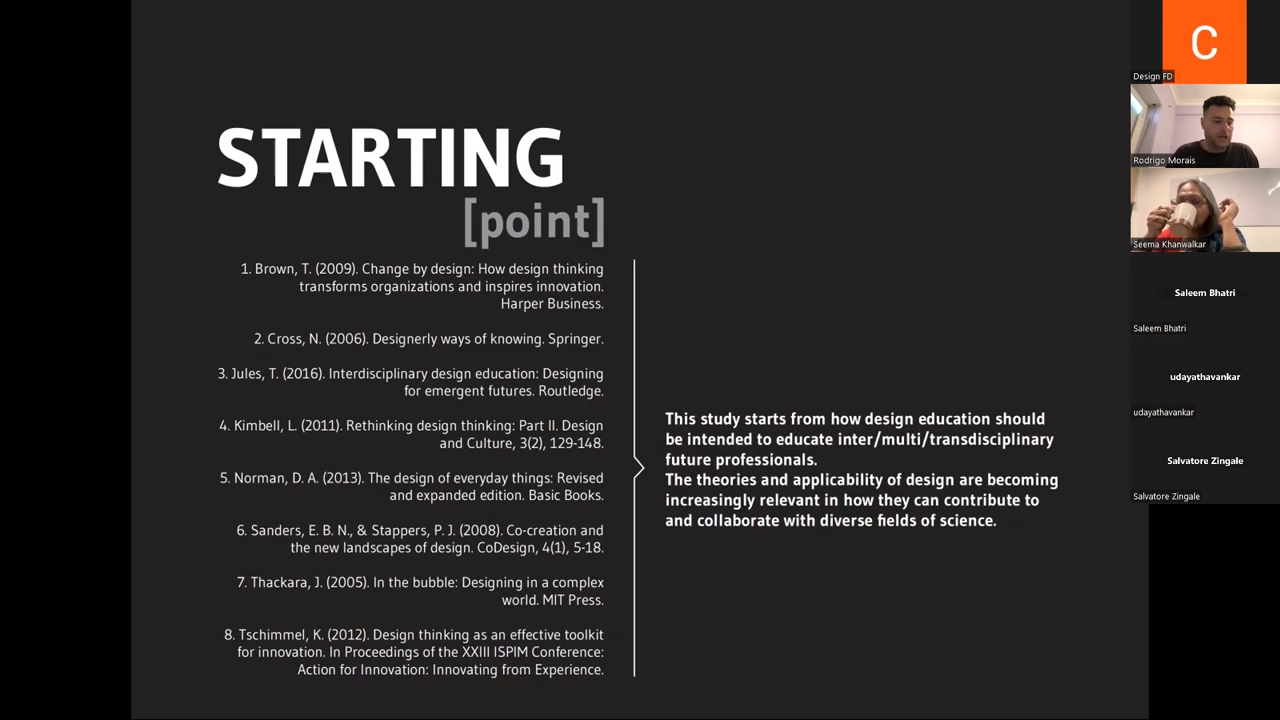 STARTING
[point]
1. Brown, T. (2009). Change by design: How design thinking
transforms organizations and inspires innovation.
Harper Business.
2. Cross, N. (2006). Designerly ways of knowing. Springer.
3. Jules, T. (2016). Interdisciplinary design education: Designing
for emergent futures. Routledge.
4. Kimbell, L. (2011). Rethinking design thinking: Part II. Design
and Culture, 3(2), 129-148.
5. Norman, D. A. (2013). The design of everyday things: Revised
and expanded edition. Basic Books.
6. Sanders, E. B. N., & Stappers, P. J. (2008). Co-creation and
the new landscapes of design. CoDesign, 4(1), 5-18.
7. Thackara, J. (2005). In the bubble: Designing in a complex
world. MIT Press.
8. Tschimmel, K. (2012). Design thinking as an effective toolkit
for innovation. In Proceedings of the XXIII ISPIM Conference:
Action for Innovation: Innovating from Experience.
This study starts from how design education should
be intended to educate inter/multi/transdisciplinary
future professionals.
The theories and applicability of design are becoming
increasingly relevant in how they can contribute to
and collaborate with diverse fields of science.
C
Design FD
Rodrigo Morais
Seema Khanwalkar
Saleem Bhatri
Saleem Bhatri
udayathavankar
udayathavankar
Salvatore Zingale
Salvatore Zingale